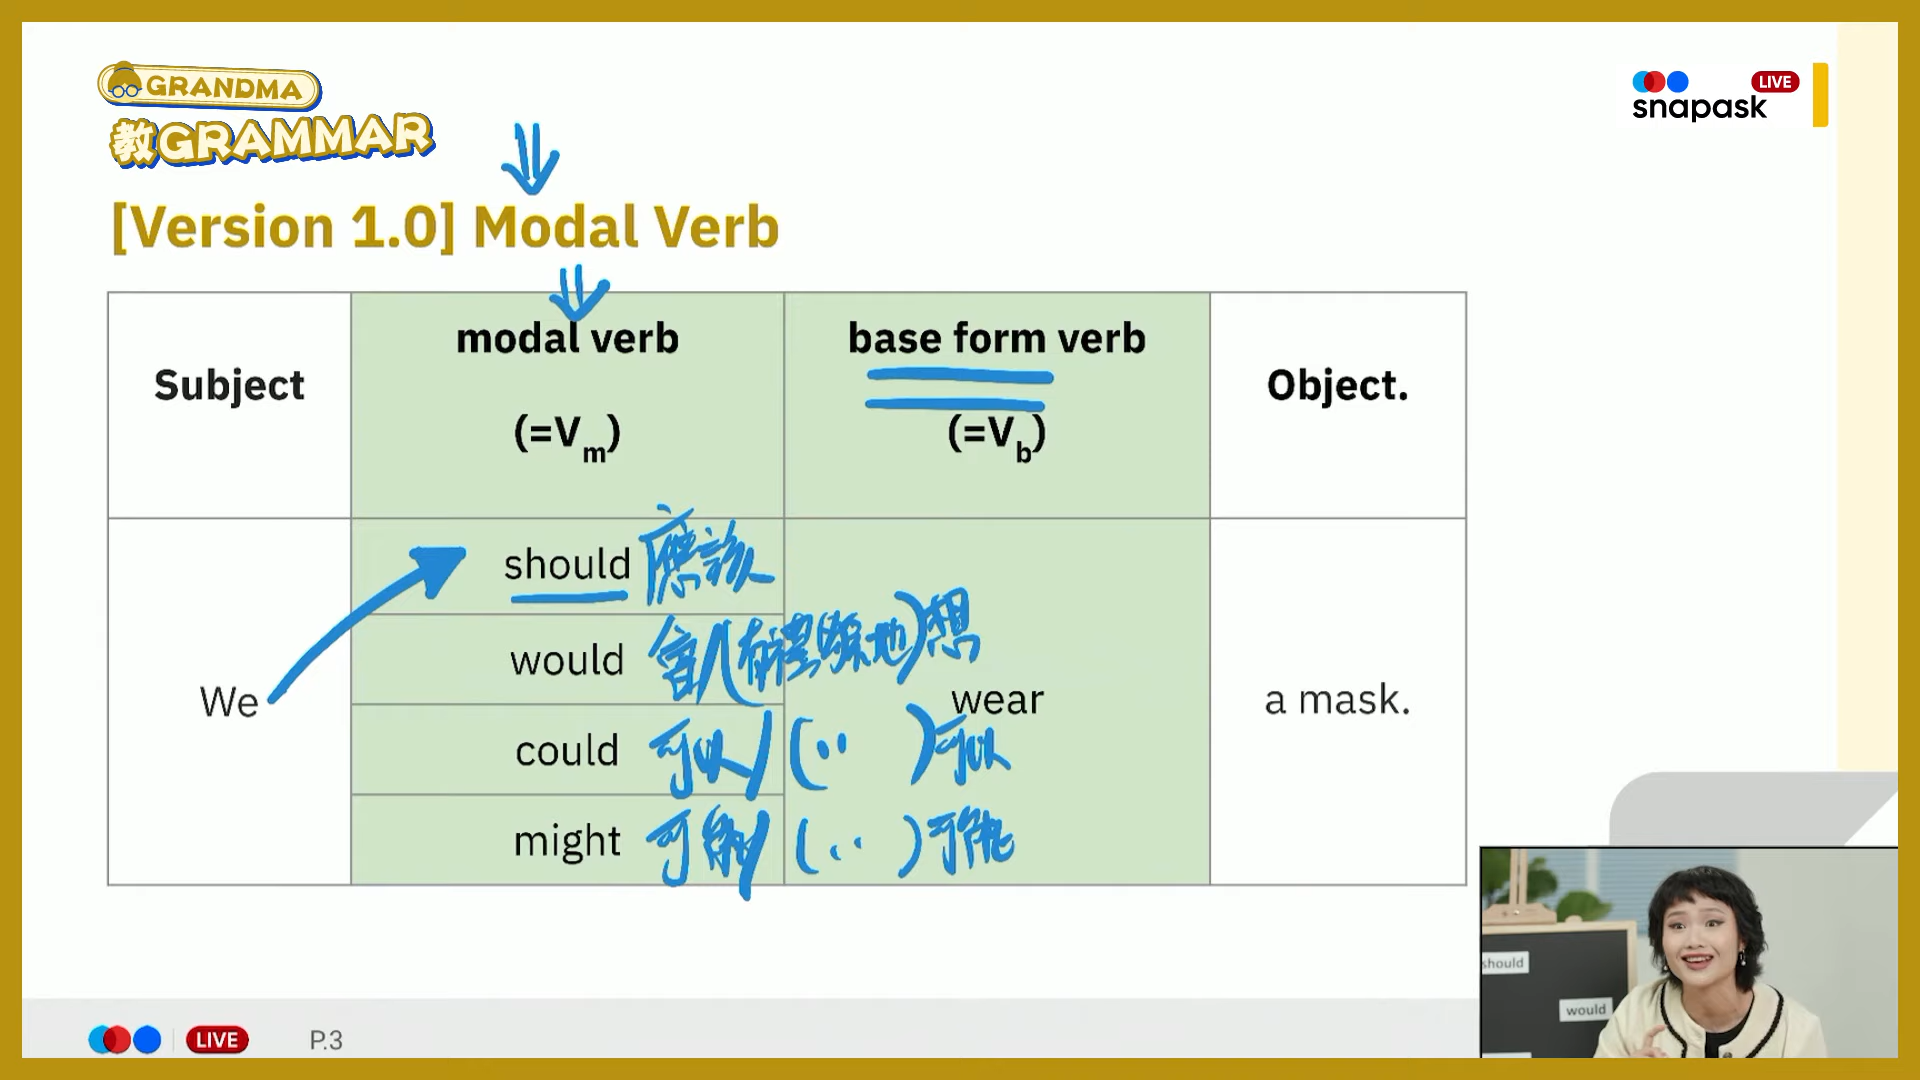 GRANDMA
教GRAMMAR
LIVE
snapask
[Version 1.0] Modal Verb
Subject
modal verb
(=Vm)
base form verb
(=Vb)
Object.
We
should 應該
would 會/(有禮貌地)想
could 可以/(‥ )可以
might 可能/(‥ )可能
wear
a mask.
should
would
LIVE
P.3